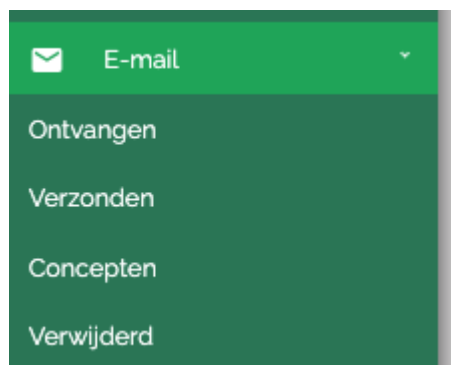 E-mail
Ontvangen
Verzonden
Concepten
Verwijderd